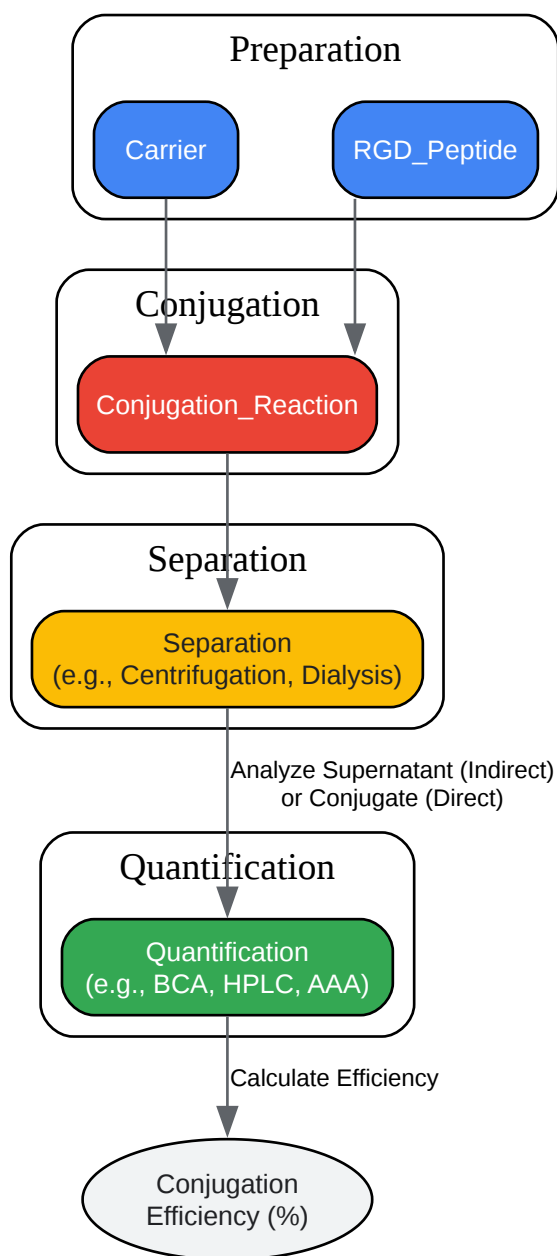 Preparation
Carrier
RGD_Peptide
Conjugation
Conjugation_Reaction
Separation
Separation
(e.g., Centrifugation, Dialysis)
Analyze Supernatant (Indirect)
or Conjugate (Direct)
Quantification
Quantification
(e.g., BCA, HPLC, AAA)
Calculate Efficiency
Conjugation
Efficiency (%)